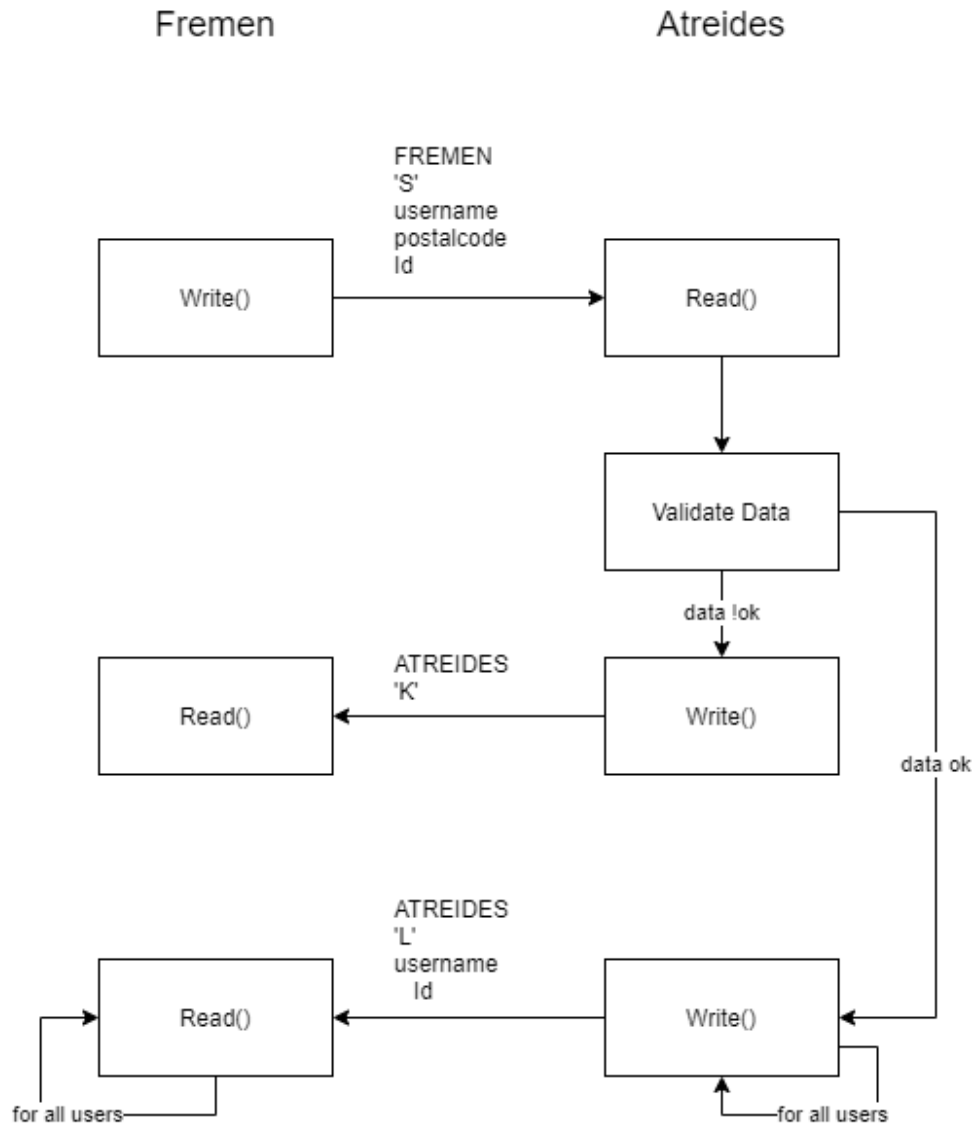 Fremen
Atreides
FREMEN
'S'
username
postalcode
Id
Write()
Read()
Validate Data
data !ok
ATREIDES
'K'
Read()
Write()
data ok
ATREIDES
'L'
username
Id
Read()
Write()
for all users
for all users